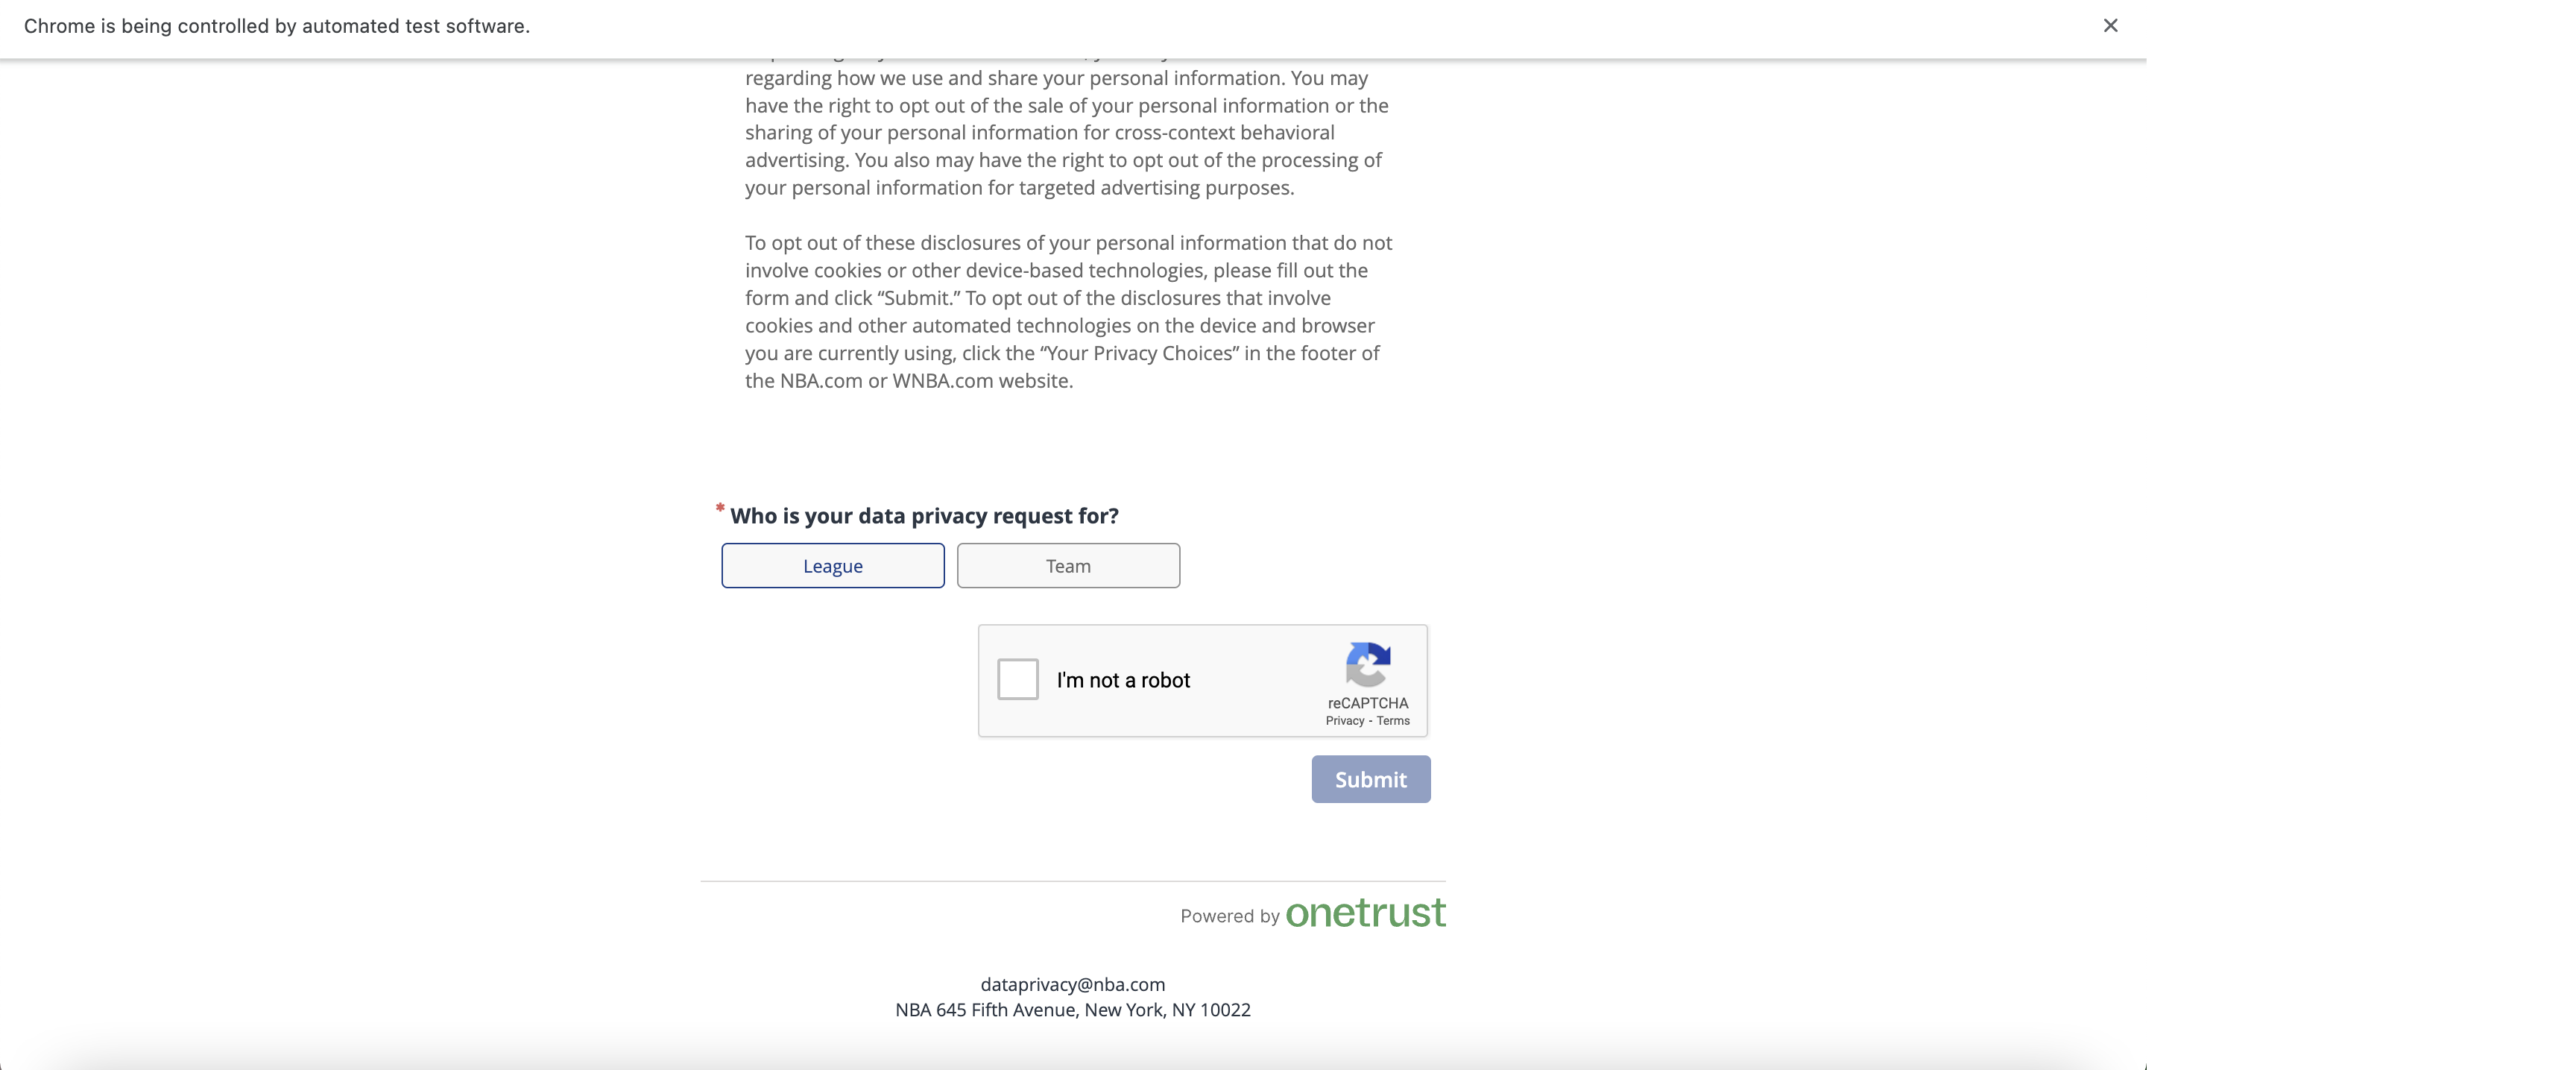 Chrome is being controlled by automated test software.
regarding how we use and share your personal information. You may
have the right to opt out of the sale of your personal information or the
sharing of your personal information for cross-context behavioral
advertising. You also may have the right to opt out of the processing of
your personal information for targeted advertising purposes.
To opt out of these disclosures of your personal information that do not
involve cookies or other device-based technologies, please fill out the
form and click “Submit.” To opt out of the disclosures that involve
cookies and other automated technologies on the device and browser
you are currently using, click the “Your Privacy Choices” in the footer of
the NBA.com or WNBA.com website.
* Who is your data privacy request for?
League
Team
I'm not a robot
reCAPTCHA
Privacy - Terms
Submit
Powered by onetrust
dataprivacy@nba.com
NBA 645 Fifth Avenue, New York, NY 10022